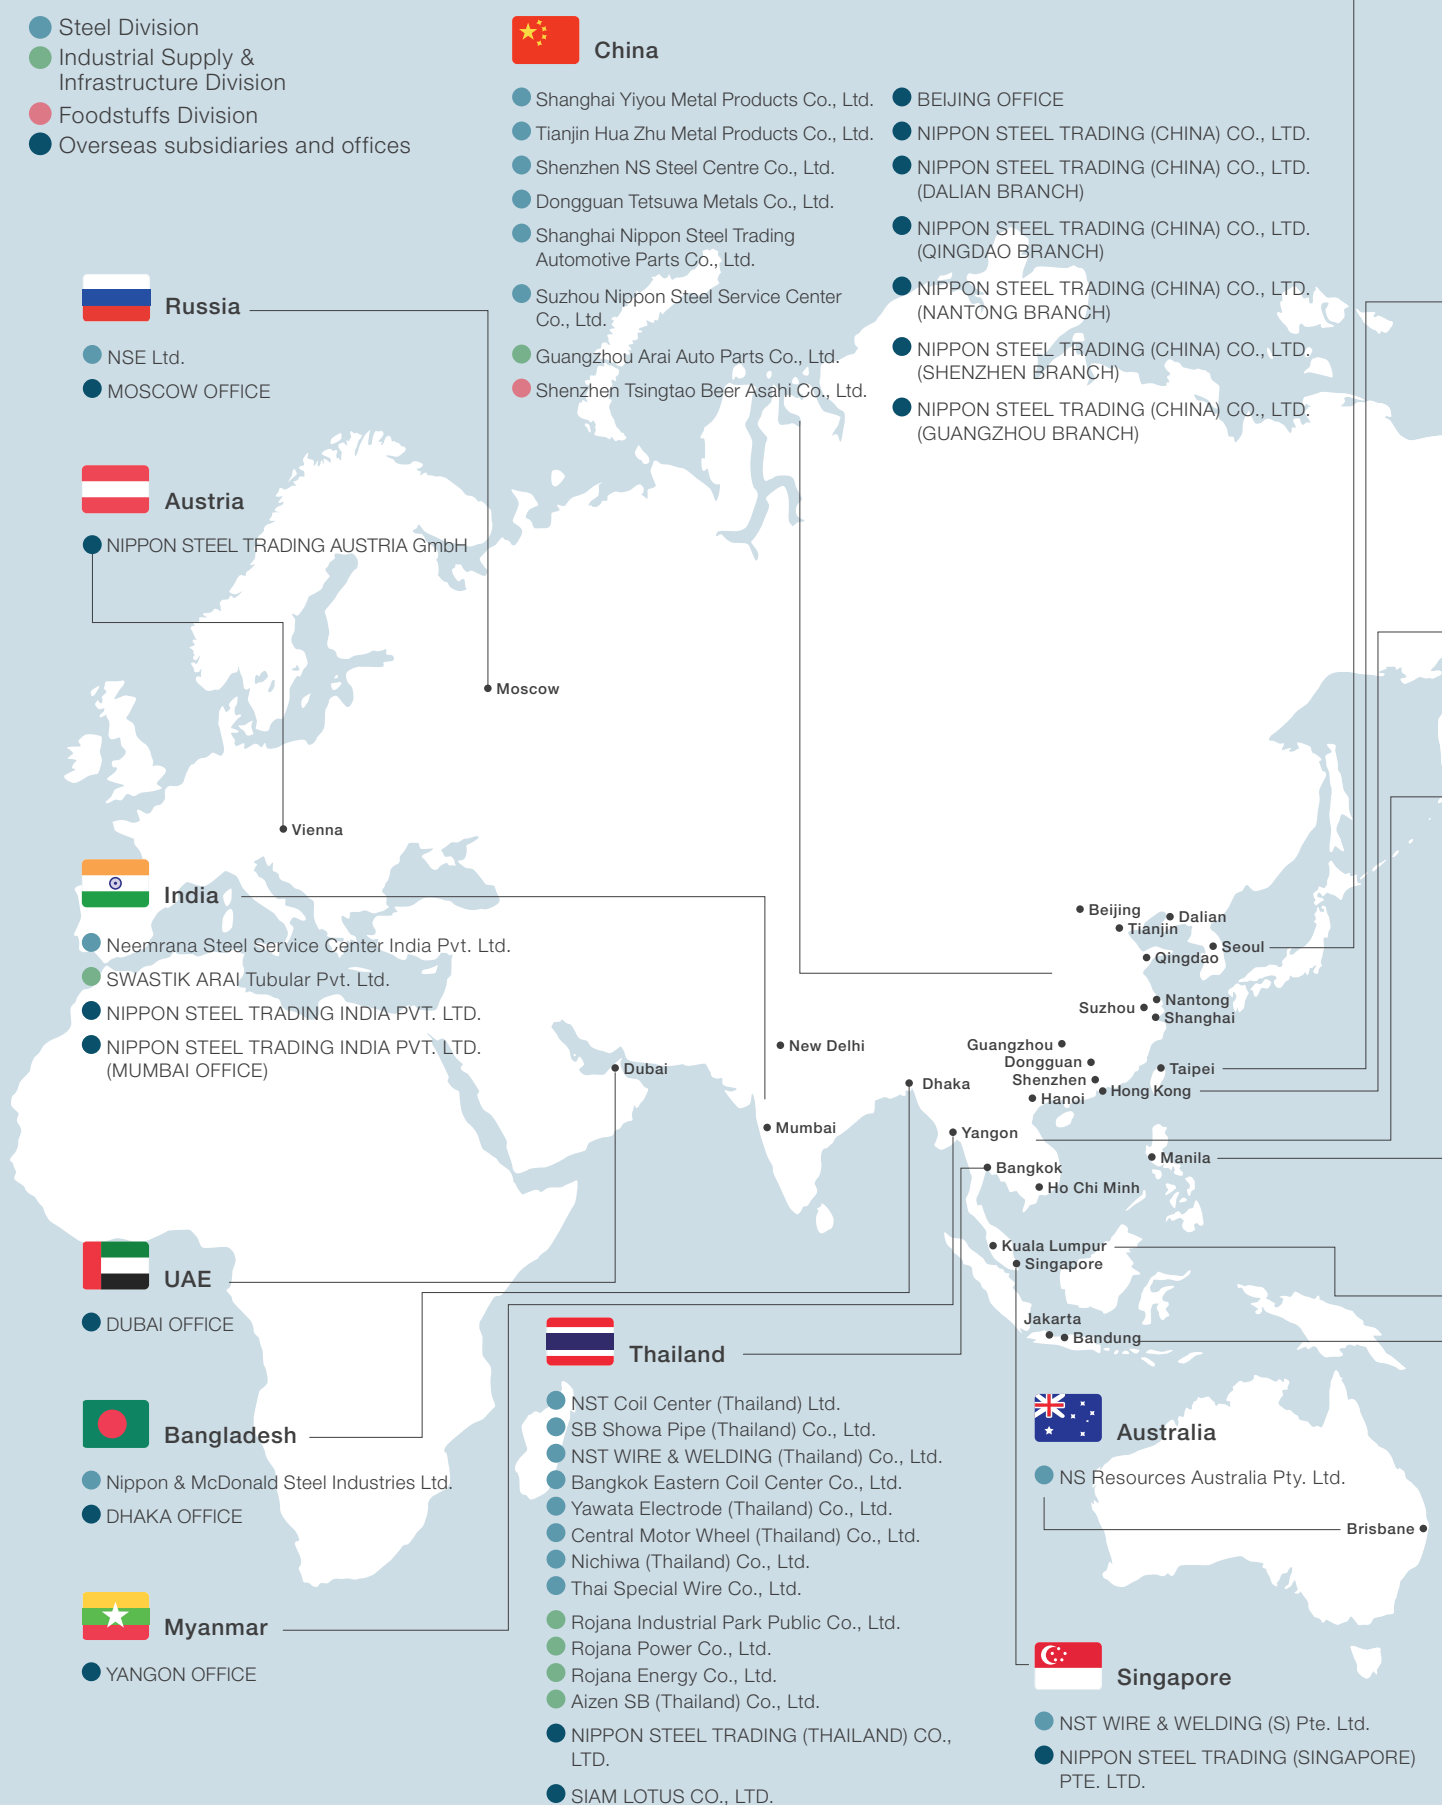 Steel Division
Industrial Supply &
Infrastructure Division
Foodstuffs Division
Overseas subsidiaries and offices
China
Shanghai Yiyou Metal Products Co., Ltd.
Tianjin Hua Zhu Metal Products Co., Ltd.
Shenzhen NS Steel Centre Co., Ltd.
Dongguan Tetsuwa Metals Co., Ltd.
Shanghai Nippon Steel Trading
Automotive Parts Co., Ltd.
Suzhou Nippon Steel Service Center
Co., Ltd.
Guangzhou Arai Auto Parts Co., Ltd.
Shenzhen Tsingtao Beer Asahi Co., Ltd.
BEIJING OFFICE
NIPPON STEEL TRADING (CHINA) CO., LTD.
NIPPON STEEL TRADING (CHINA) CO., LTD.
(DALIAN BRANCH)
NIPPON STEEL TRADING (CHINA) CO., LTD.
(QINGDAO BRANCH)
NIPPON STEEL TRADING (CHINA) CO., LTD.
(NANTONG BRANCH)
NIPPON STEEL TRADING (CHINA) CO., LTD.
(SHENZHEN BRANCH)
NIPPON STEEL TRADING (CHINA) CO., LTD.
(GUANGZHOU BRANCH)
Russia
NSE Ltd.
MOSCOW OFFICE
Austria
NIPPON STEEL TRADING AUSTRIA GmbH
Moscow
Vienna
India
Neemrana Steel Service Center India Pvt. Ltd.
SWASTIK ARAI Tubular Pvt. Ltd.
NIPPON STEEL TRADING INDIA PVT. LTD.
NIPPON STEEL TRADING INDIA PVT. LTD.
(MUMBAI OFFICE)
Beijing
Dalian
Tianjin
Seoul
Qingdao
Nantong
Suzhou
Shanghai
Guangzhou
New Delhi
Dongguan
Dubai
Taipei
Shenzhen
Dhaka
Hong Kong
Hanoi
Mumbai
Yangon
Manila
Bangkok
Ho Chi Minh
Kuala Lumpur
Singapore
Jakarta
Bandung
UAE
DUBAI OFFICE
Bangladesh
Nippon & McDonald Steel Industries Ltd.
DHAKA OFFICE
Myanmar
YANGON OFFICE
Thailand
NST Coil Center (Thailand) Ltd.
SB Showa Pipe (Thailand) Co., Ltd.
NST WIRE & WELDING (Thailand) Co., Ltd.
Bangkok Eastern Coil Center Co., Ltd.
Yawata Electrode (Thailand) Co., Ltd.
Central Motor Wheel (Thailand) Co., Ltd.
Nichiwa (Thailand) Co., Ltd.
Thai Special Wire Co., Ltd.
Rojana Industrial Park Public Co., Ltd.
Rojana Power Co., Ltd.
Rojana Energy Co., Ltd.
Aizen SB (Thailand) Co., Ltd.
NIPPON STEEL TRADING (THAILAND) CO.,
LTD.
SIAM LOTUS CO., LTD.
Australia
NS Resources Australia Pty. Ltd.
Brisbane
Singapore
NST WIRE & WELDING (S) Pte. Ltd.
NIPPON STEEL TRADING (SINGAPORE)
PTE. LTD.